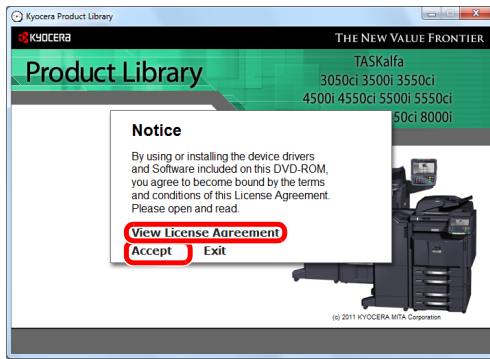 Kyocera Product Library
KYOCERA
THE NEW VALUE FRONTIER
Product Library
TASKalfa
3050ci 3500i 3550ci
4500i 4550ci 5500i 5550ci
50ci 8000i
Notice
By using or installing the device drivers
and Software included on this DVD-ROM,
you agree to become bound by the terms
and conditions of this License Agreement.
Please open and read.
View License Agreement
Accept Exit
(c) 2011 KYOCERA MITA Corporation